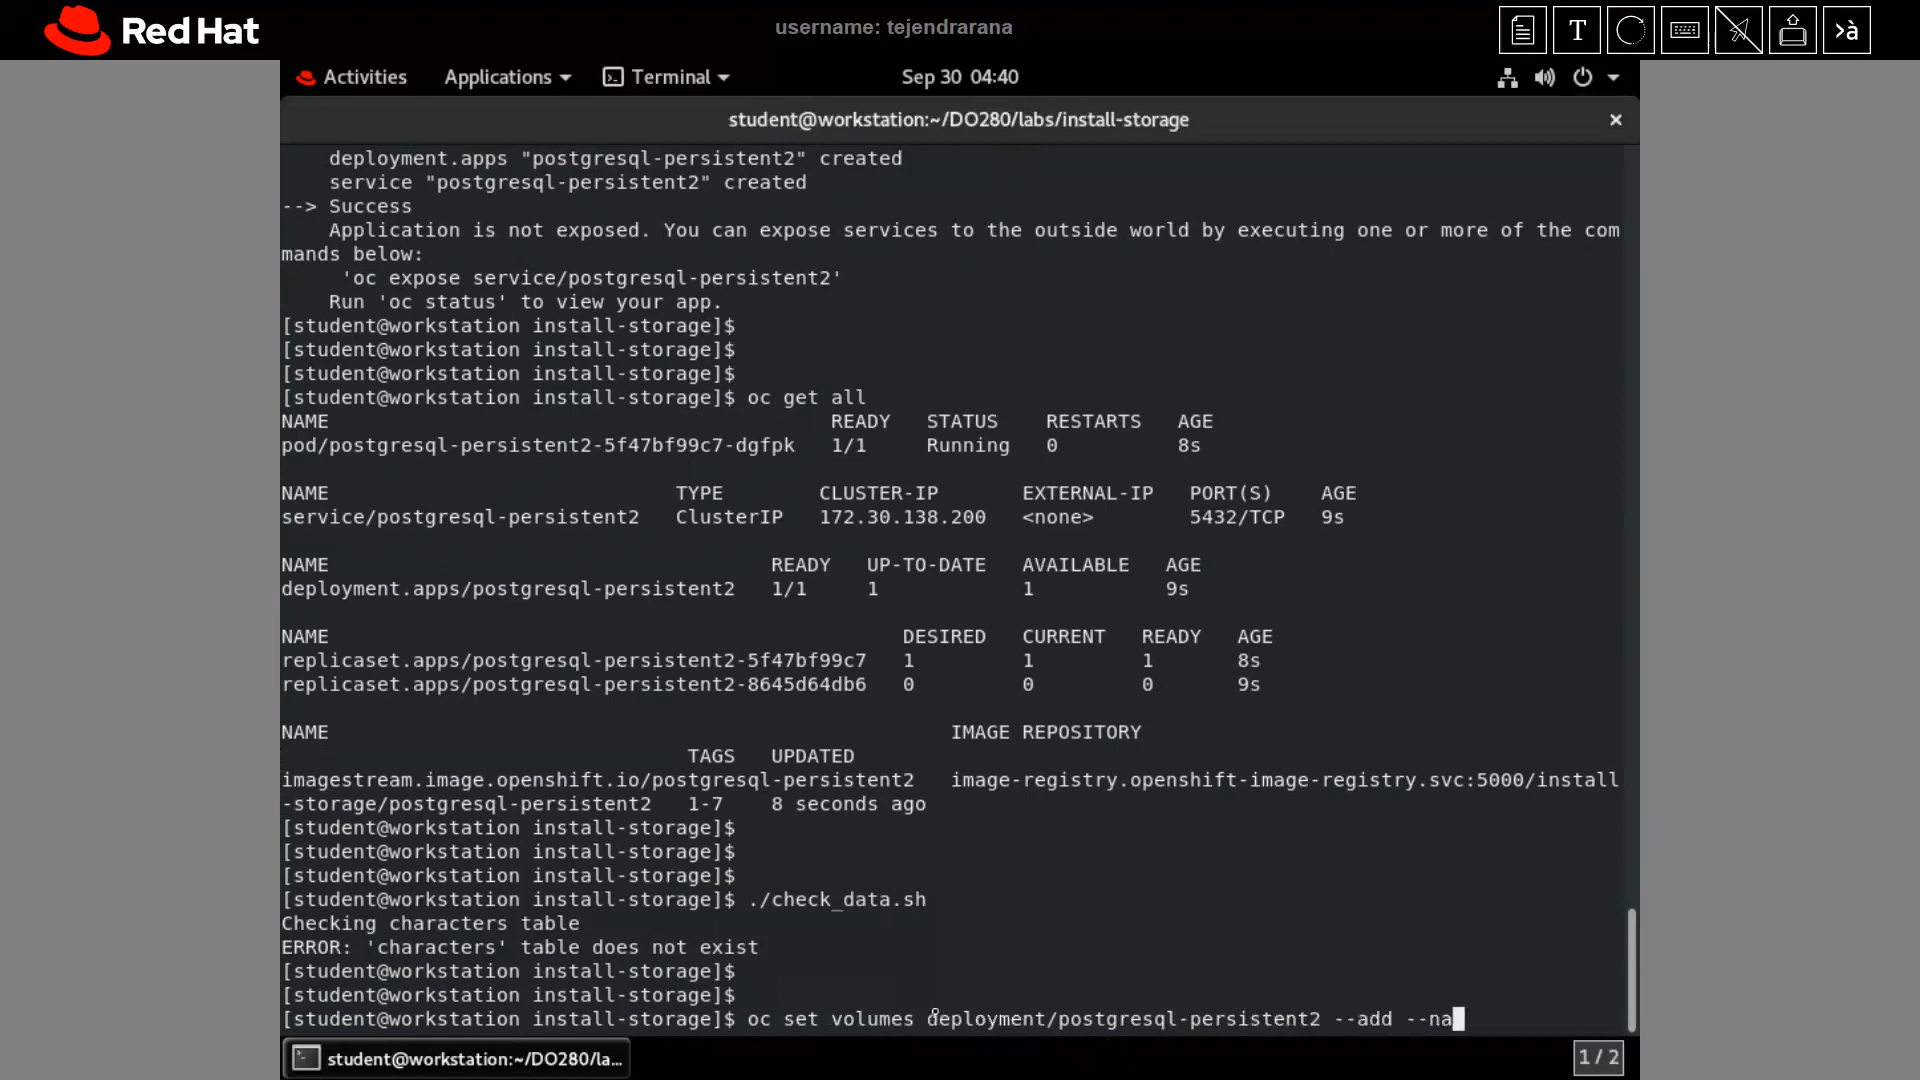 Red Hat
username: tejendrarana
T
>à
Activities Applications Terminal Sep 30 04:40
student@workstation:~/DO280/labs/install-storage ×
deployment.apps "postgresql-persistent2" created
service "postgresql-persistent2" created
--> Success
Application is not exposed. You can expose services to the outside world by executing one or more of the com
mands below:
'oc expose service/postgresql-persistent2'
Run 'oc status' to view your app.
[student@workstation install-storage]$
[student@workstation install-storage]$
[student@workstation install-storage]$
[student@workstation install-storage]$ oc get all
NAME READY STATUS RESTARTS AGE
pod/postgresql-persistent2-5f47bf99c7-dgfpk 1/1 Running 0 8s
NAME TYPE CLUSTER-IP EXTERNAL-IP PORT(S) AGE
service/postgresql-persistent2 ClusterIP 172.30.138.200 <none> 5432/TCP 9s
NAME READY UP-TO-DATE AVAILABLE AGE
deployment.apps/postgresql-persistent2 1/1 1 1 9s
NAME DESIRED CURRENT READY AGE
replicaset.apps/postgresql-persistent2-5f47bf99c7 1 1 1 8s
replicaset.apps/postgresql-persistent2-8645d64db6 0 0 0 9s
NAME IMAGE REPOSITORY
TAGS UPDATED
imagestream.image.openshift.io/postgresql-persistent2 image-registry.openshift-image-registry.svc:5000/install
-storage/postgresql-persistent2 1-7 8 seconds ago
[student@workstation install-storage]$
[student@workstation install-storage]$
[student@workstation install-storage]$
[student@workstation install-storage]$ ./check_data.sh
Checking characters table
ERROR: 'characters' table does not exist
[student@workstation install-storage]$
[student@workstation install-storage]$
[student@workstation install-storage]$ oc set volumes deployment/postgresql-persistent2 --add --na
student@workstation:~/DO280/la... 1 / 2